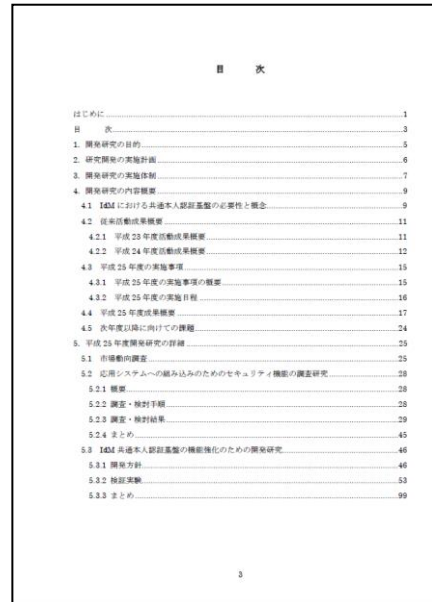 目　　次
はじめに	1
目　　次	3
1. 開発研究の目的	5
2. 研究開発の実施計画	6
3. 開発研究の実施体制	7
4. 開発研究の内容概要	9
4.1 IdM における共通本人認証基盤の必要性と概念	9
4.2 従来活動成果概要	11
4.2.1 平成 23 年度活動成果概要	11
4.2.2 平成 24 年度活動成果概要	12
4.3 平成 25 年度の実施事項	15
4.3.1 平成 25 年度の実施事項の概要	15
4.3.2 平成 25 年度の実施日程	16
4.4 平成 25 年度成果概要	17
4.5 次年度以降に向けての課題	24
5. 平成 25 年度開発研究の詳細	25
5.1 市場動向調査	25
5.2 応用システムへの組み込みのためのセキュリティ機能の調査研究	28
5.2.1 概要	28
5.2.2 調査・検討手順	28
5.2.3 調査・検討結果	29
5.2.4 まとめ	45
5.3 IdM 共通本人認証基盤の機能強化のための開発研究	46
5.3.1 開発方針	46
5.3.2 検証実験	53
5.3.3 まとめ	99
3